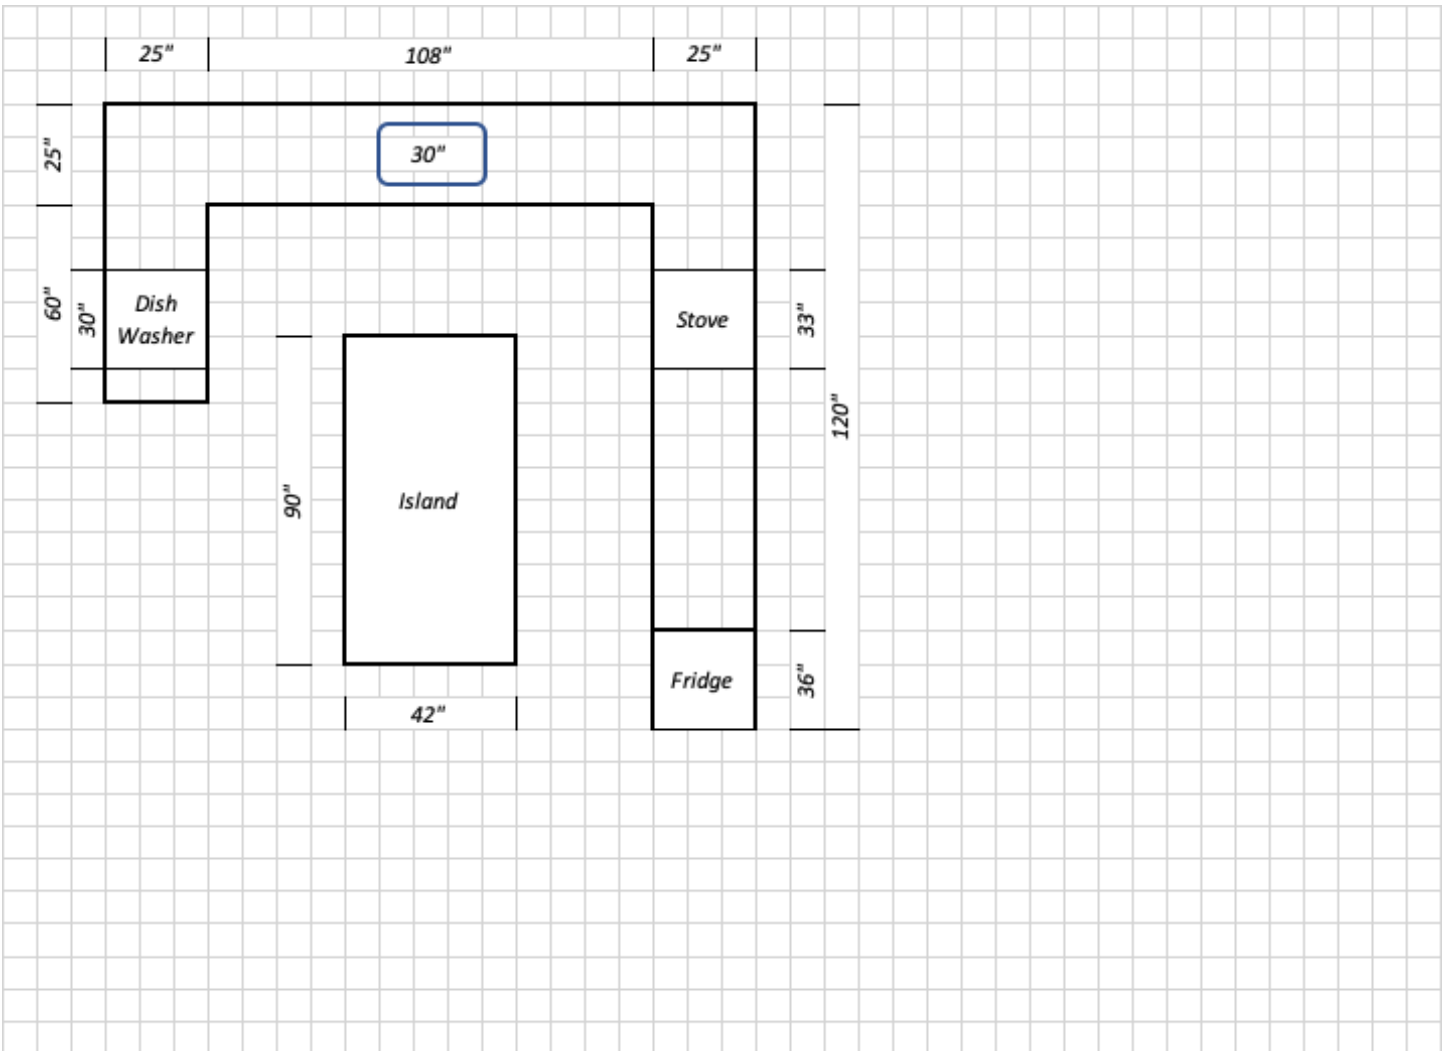 25"
108"
25"
25"
30"
60"
30"
Dish
Washer
Stove
33"
120"
90"
Island
Fridge
36"
42"